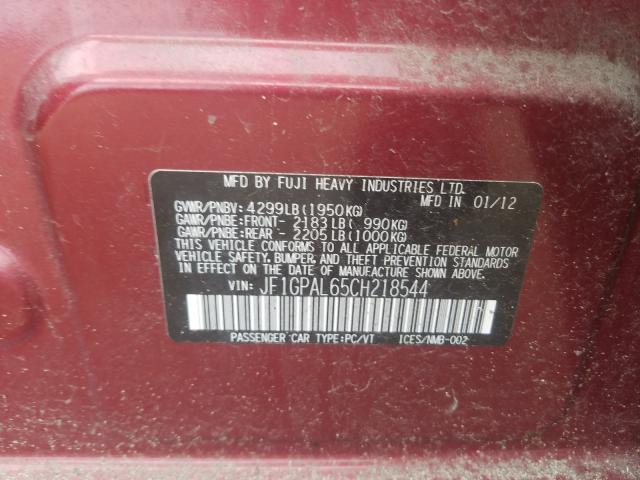 MFD BY FUJI HEAVY INDUSTRIES LTD.
MFD IN 01/12
GVWR/PNBV: 4299LB(1950KG)
GAWR/PNBE:FRONT- 2183LB( 990KG)
GAWR/PNBE:REAR - 2205LB(1000KG)
THIS VEHICLE CONFORMS TO ALL APPLICABLE FEDERAL MOTOR
VEHICLE SAFETY, BUMPER, AND THEFT PREVENTION STANDARDS
IN EFFECT ON THE DATE OF MANUFACTURE SHOWN ABOVE.
VIN: JF1GPAL65CH218544
PASSENGER CAR TYPE:PC/VT ICES/NMB-002